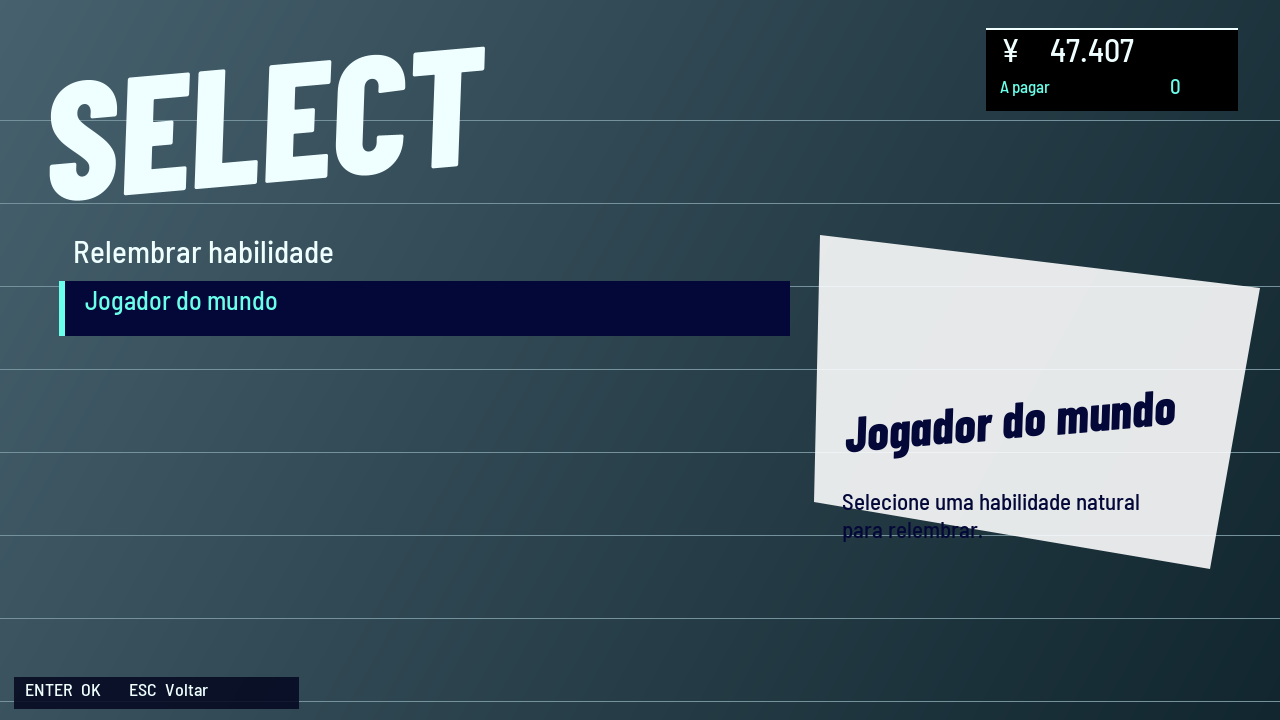 SELECT
¥ 47.407
A pagar 0
Relembrar habilidade
Jogador do mundo
Jogador do mundo
Selecione uma habilidade natural
para relembrar.
ENTER OK ESC Voltar